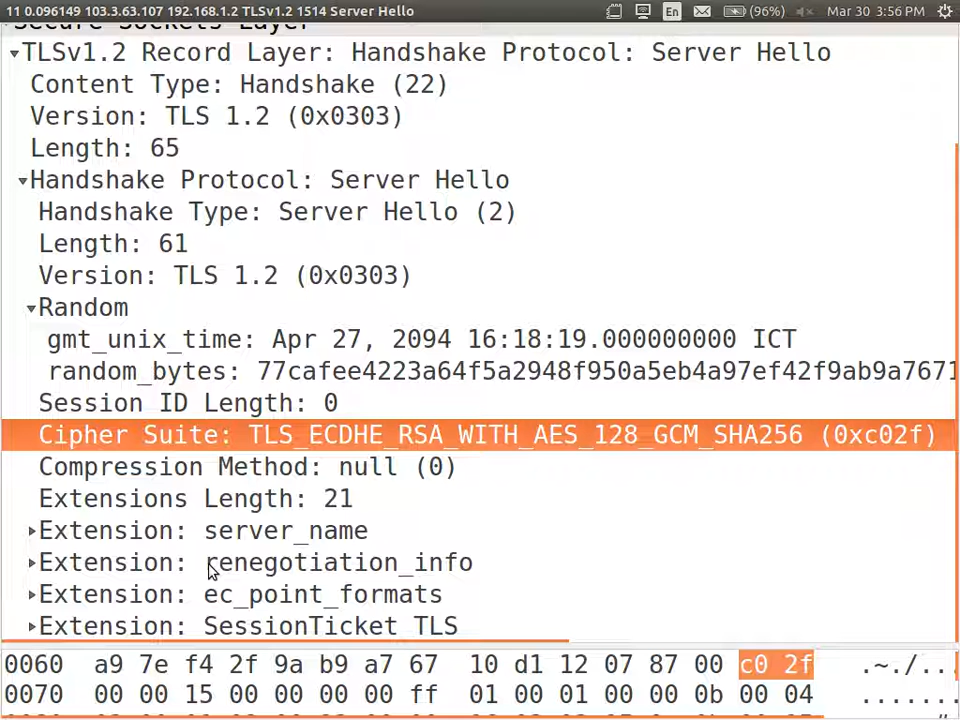 11 0.096149 103.3.63.107 192.168.1.2 TLSv1.2 1514 Server Hello En (96%) Mar 30 3:56 PM
Secure Sockets Layer
TLSv1.2 Record Layer: Handshake Protocol: Server Hello
Content Type: Handshake (22)
Version: TLS 1.2 (0x0303)
Length: 65
Handshake Protocol: Server Hello
Handshake Type: Server Hello (2)
Length: 61
Version: TLS 1.2 (0x0303)
Random
gmt_unix_time: Apr 27, 2094 16:18:19.000000000 ICT
random_bytes: 77cafee4223a64f5a2948f950a5eb4a97ef42f9ab9a7671
Session ID Length: 0
Cipher Suite: TLS_ECDHE_RSA_WITH_AES_128_GCM_SHA256 (0xc02f)
Compression Method: null (0)
Extensions Length: 21
Extension: server_name
Extension: renegotiation_info
Extension: ec_point_formats
Extension: SessionTicket TLS
0060 a9 7e f4 2f 9a b9 a7 67 10 d1 12 07 87 00 c0 2f .~./...
0070 00 00 15 00 00 00 00 ff 01 00 01 00 00 0b 00 04 .......